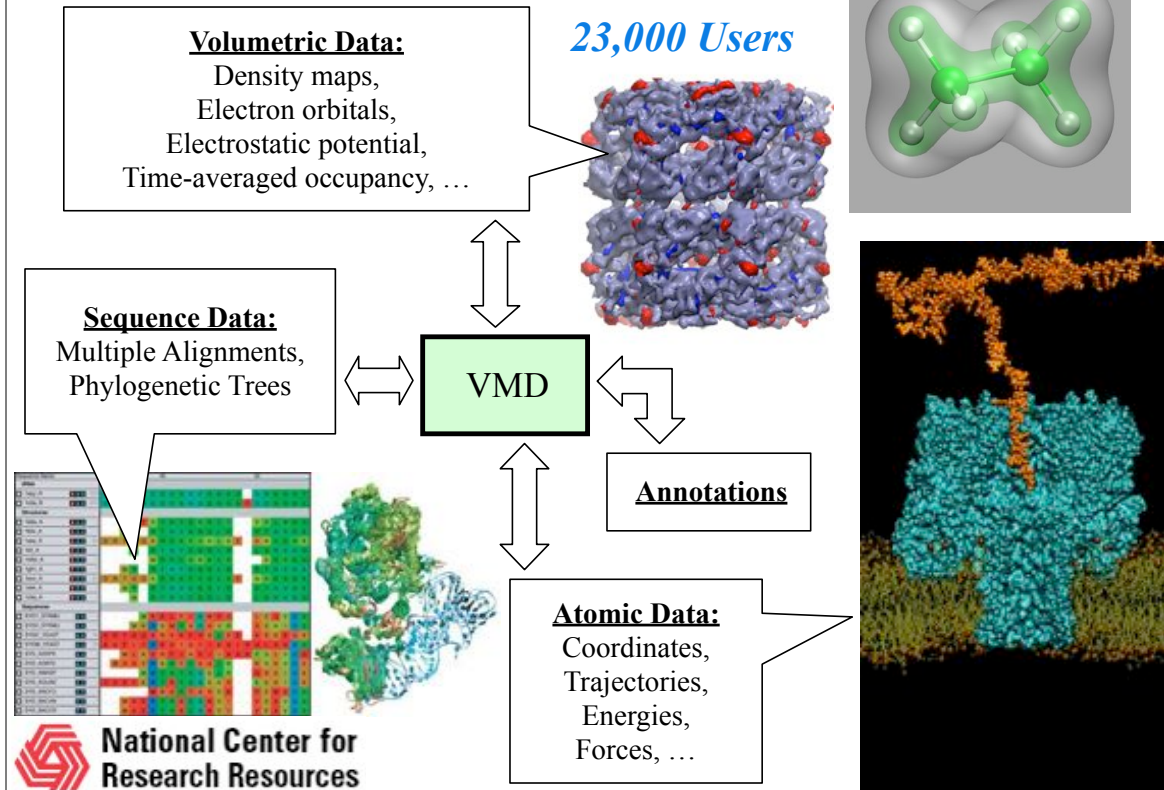 Volumetric Data:
Density maps,
Electron orbitals,
Electrostatic potential,
Time-averaged occupancy, …
23,000 Users
Sequence Data:
Multiple Alignments,
Phylogenetic Trees
VMD
Annotations
Atomic Data:
Coordinates,
Trajectories,
Energies,
Forces, …
National Center for
Research Resources